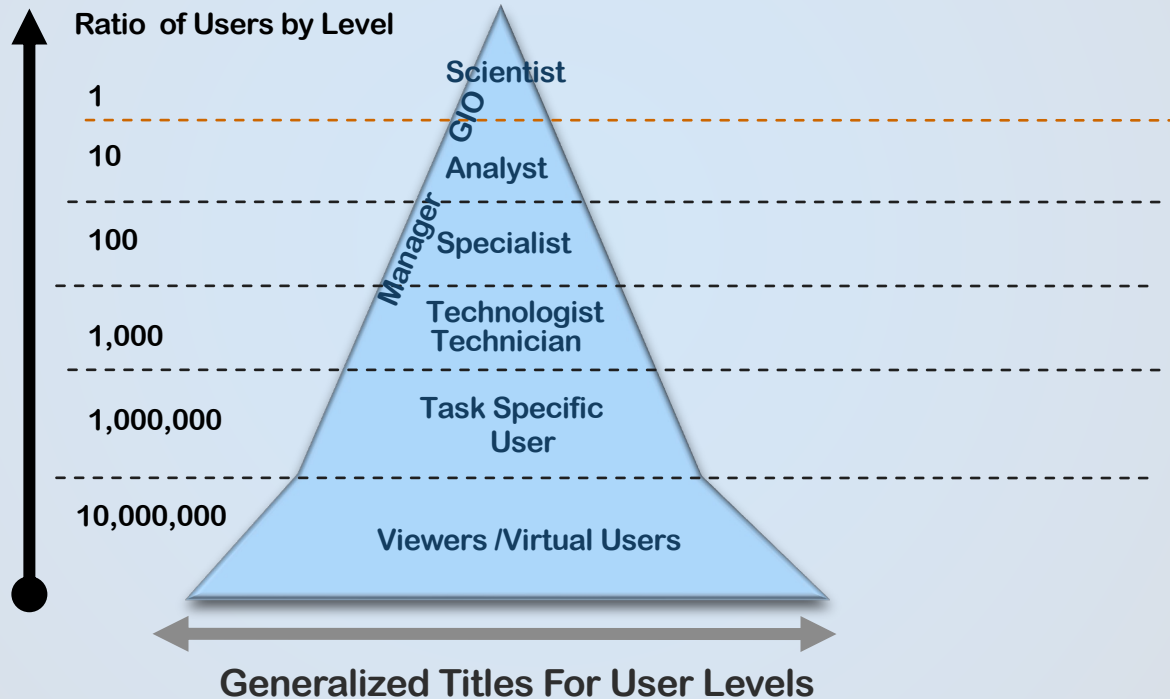 Ratio of Users by Level
Scientist
1
GIO
10
Analyst
Manager
100
Specialist
Technologist
1,000
Technician
Task Specific
1,000,000
User
10,000,000
Viewers /Virtual Users
Generalized Titles For User Levels